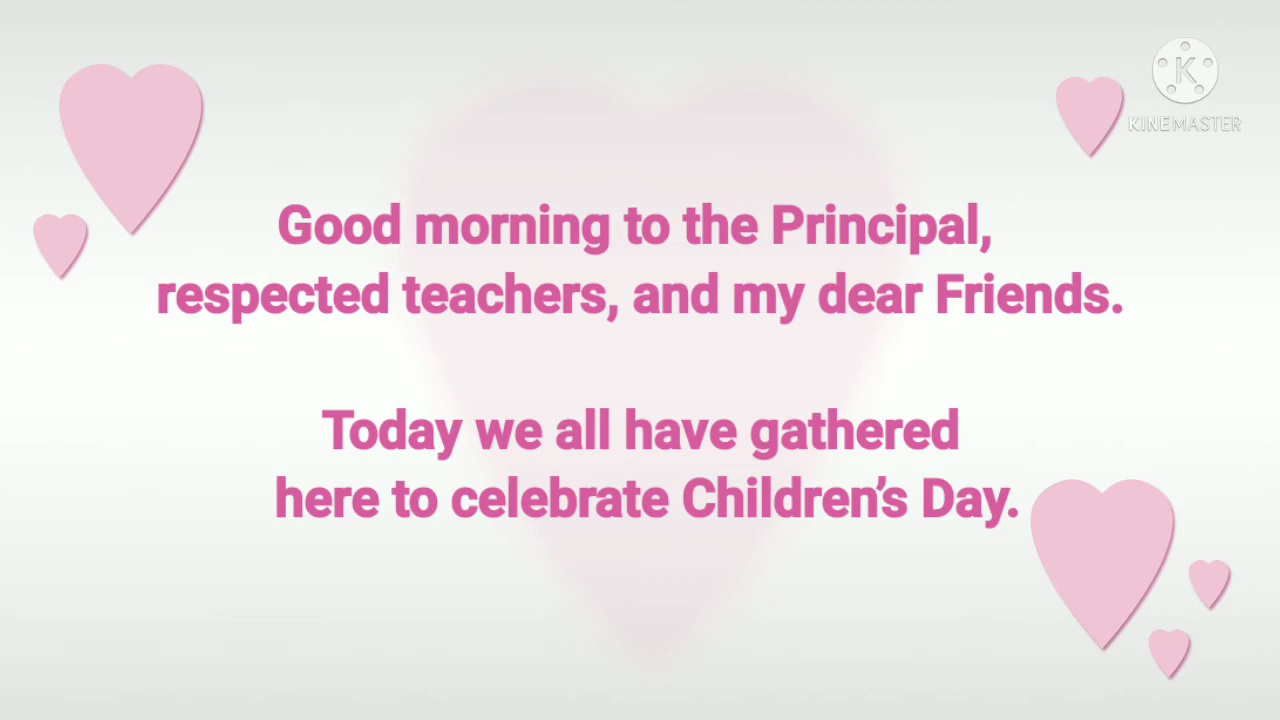 K
KINEMASTER
Good morning to the Principal,
respected teachers, and my dear Friends.
Today we all have gathered
here to celebrate Children’s Day.